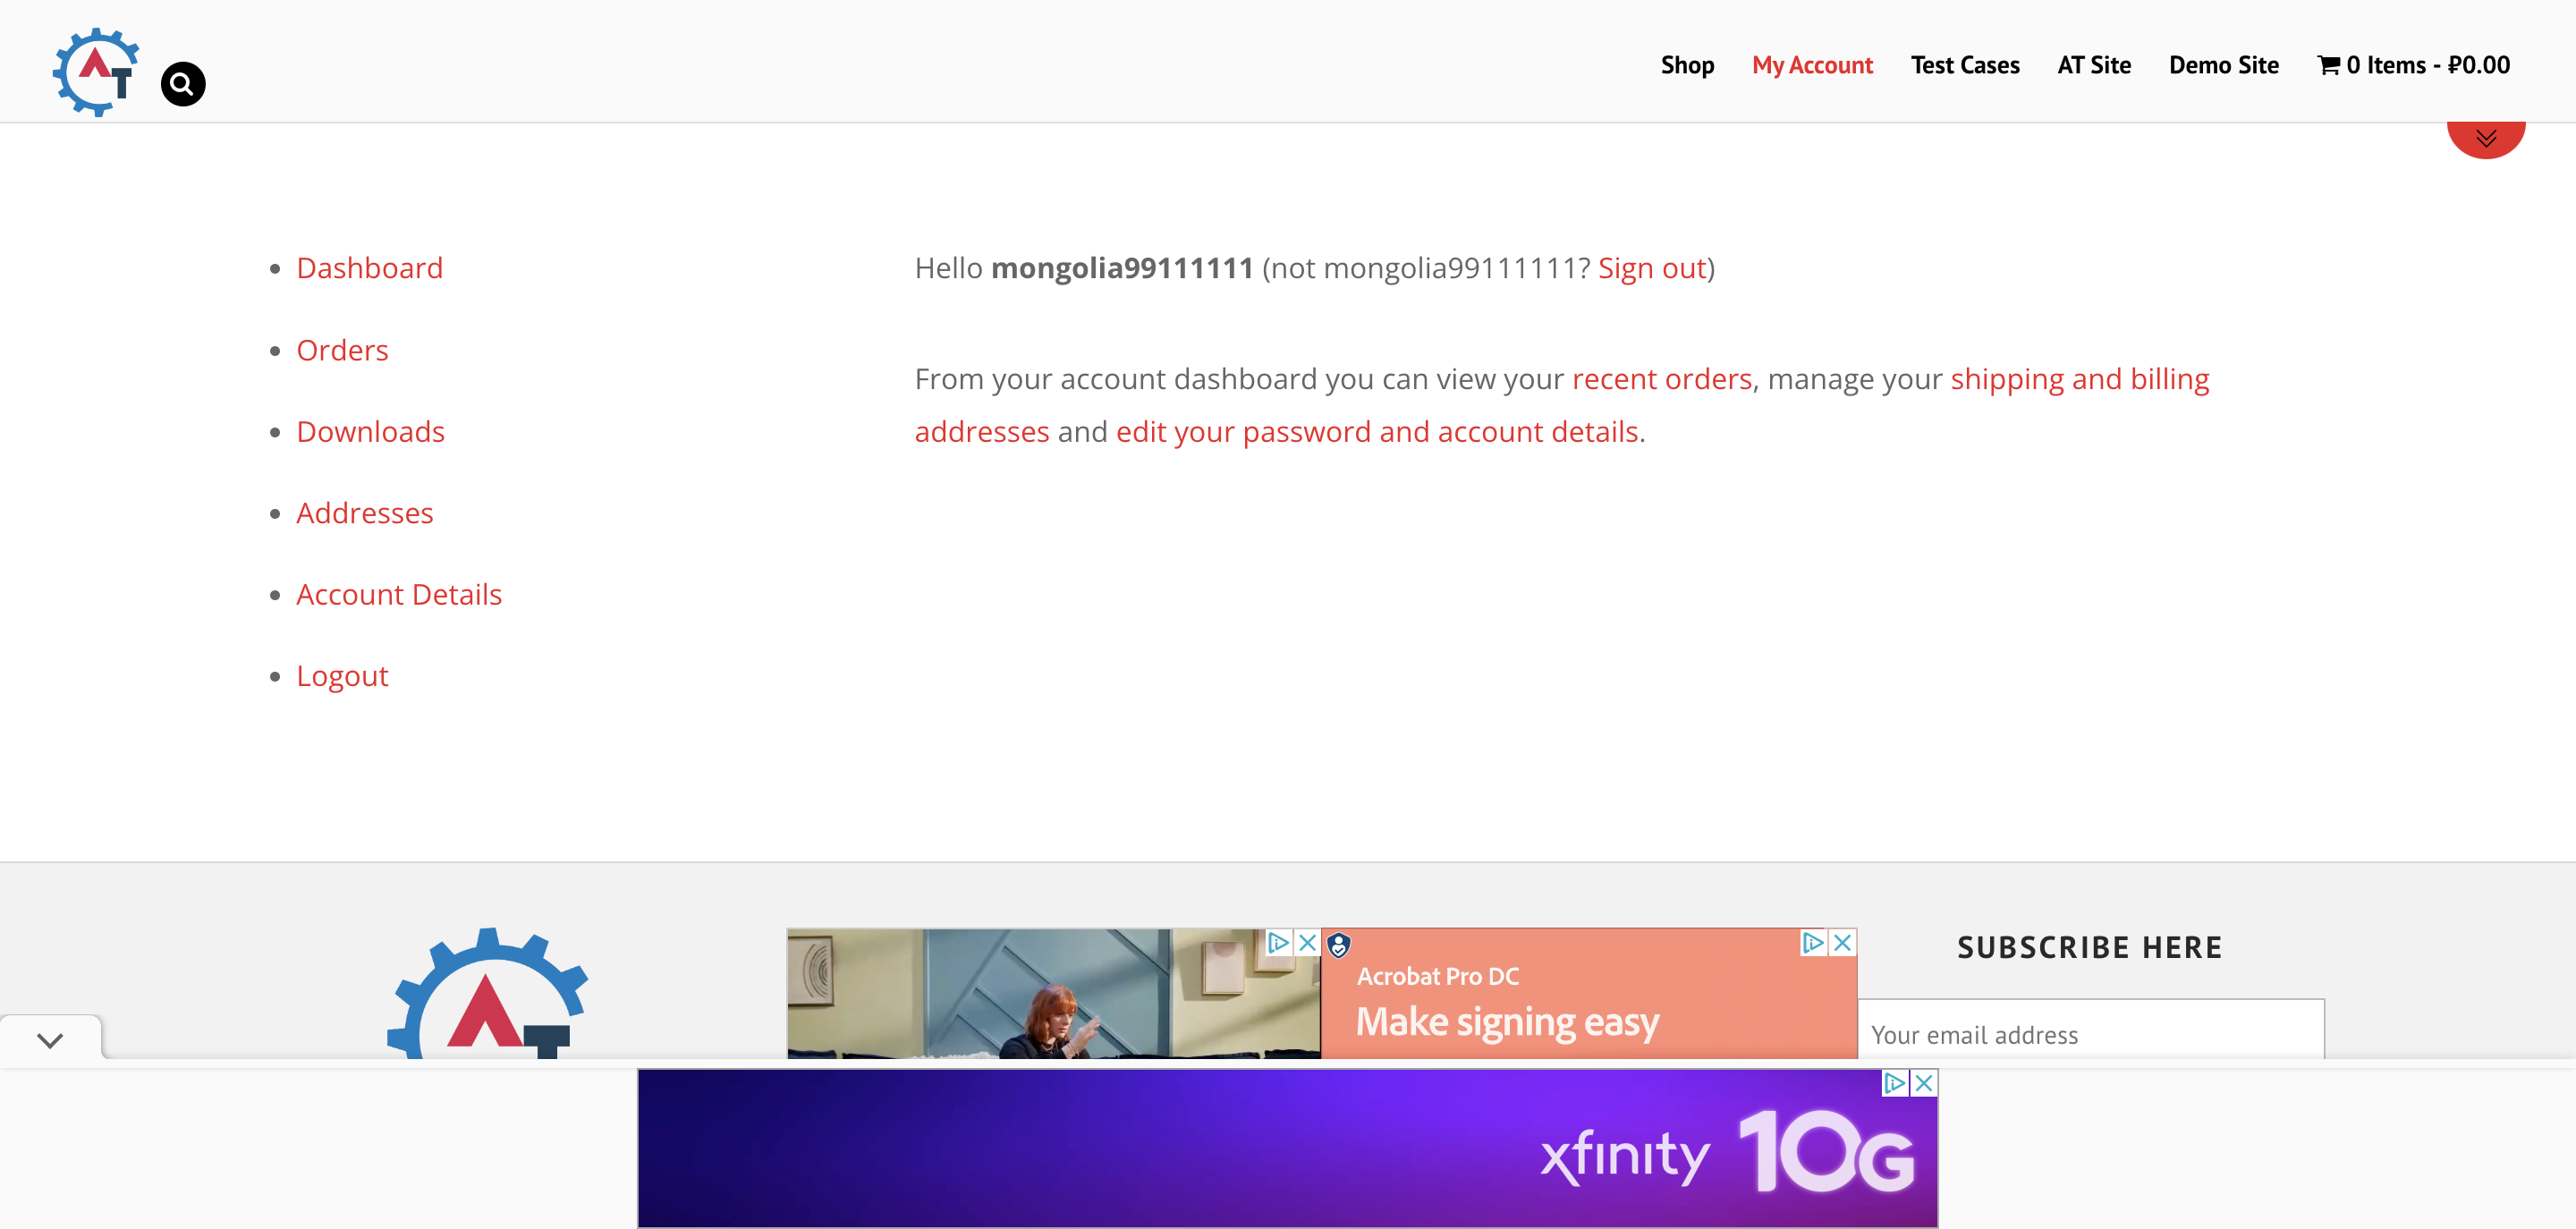 AT
Shop My Account Test Cases AT Site Demo Site 0 Items - ₽0.00
Dashboard
Orders
Downloads
Addresses
Account Details
Logout
Hello mongolia99111111 (not mongolia99111111? Sign out)
From your account dashboard you can view your recent orders, manage your shipping and billing
addresses and edit your password and account details.
AT
Acrobat Pro DC
Make signing easy
SUBSCRIBE HERE
Your email address
xfinity 10G